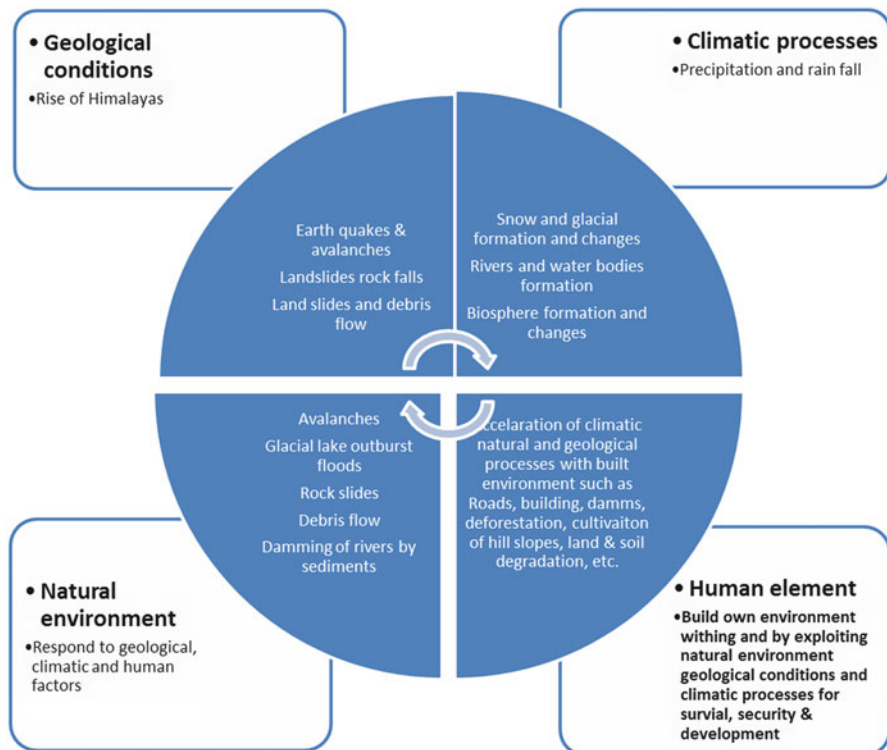 • Geological
conditions
•Rise of Himalayas
• Climatic processes
•Precipitation and rain fall
Earth quakes &
avalanches
Landslides rock falls
Land slides and debris
flow
Snow and glacial
formation and changes
Rivers and water bodies
formation
Biosphere formation and
changes
Avalanches
Glacial lake outburst
floods
Rock slides
Debris flow
Damming of rivers by
sediments
ccelaration of climatic
natural and geological
processes with built
environment such as
Roads, building, damms,
deforestation, cultivaiton
of hill slopes, land & soil
degradation, etc.
• Natural
environment
•Respond to geological,
climatic and human
factors
• Human element
•Build own environment
withing and by exploiting
natural environment
geological conditions and
climatic processes for
survial, security &
development